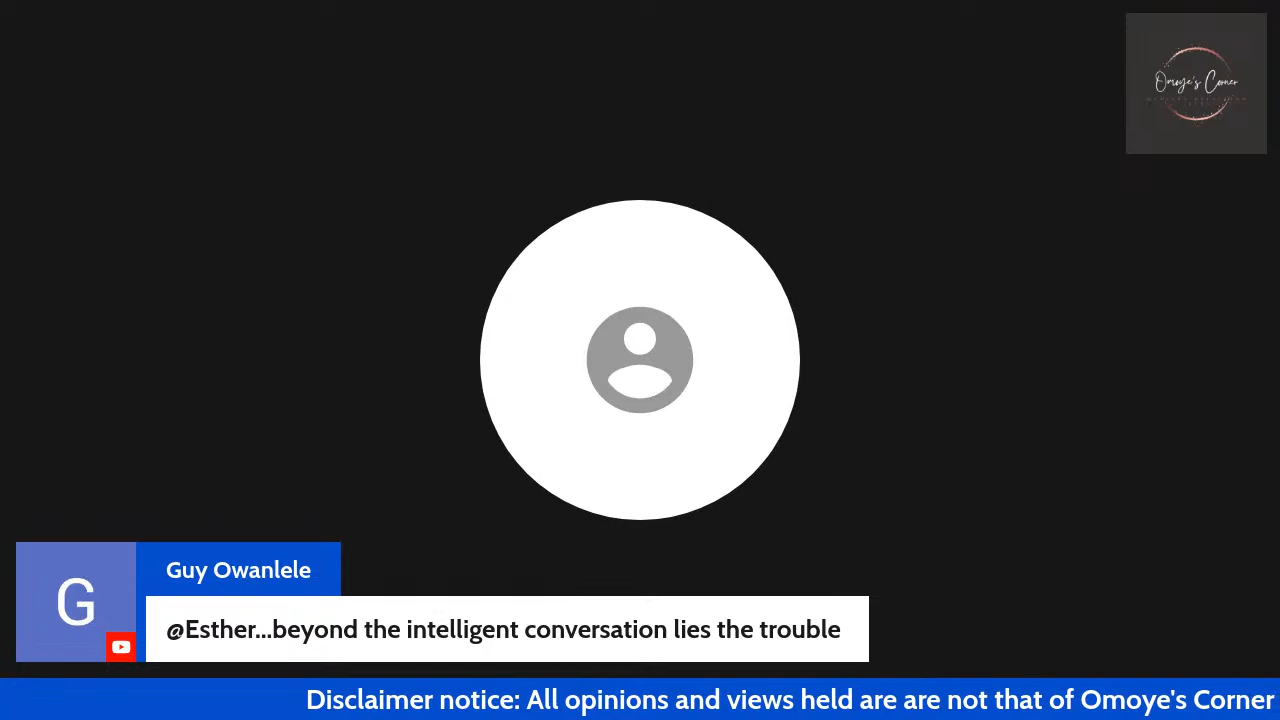 Omoye's Corner
G
Guy Owanlele
@Esther...beyond the intelligent conversation lies the trouble
Disclaimer notice: All opinions and views held are are not that of Omoye's Corner